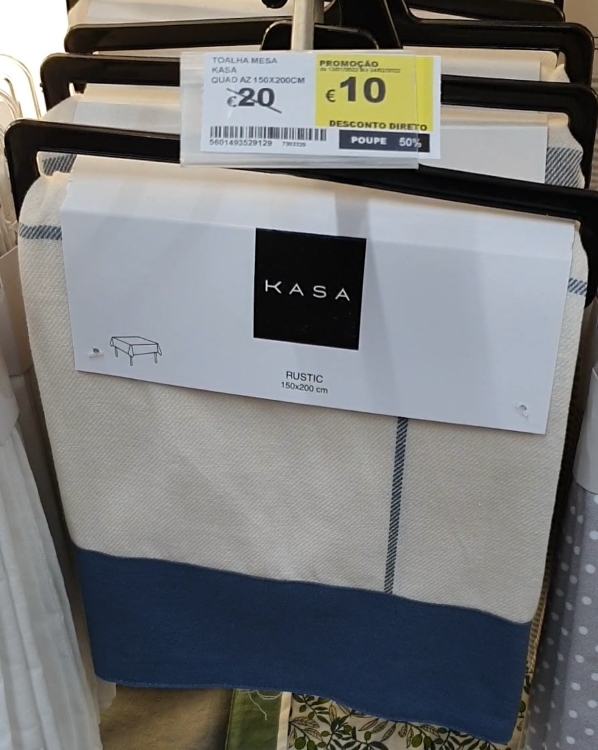 TOALHA MESA
KASA
QUAD AZ 150X200CM
€20
5601493529129
PROMOÇÃO
€10
DESCONTO DIRETO
POUPE 50%
KASA
RUSTIC
150x200 cm